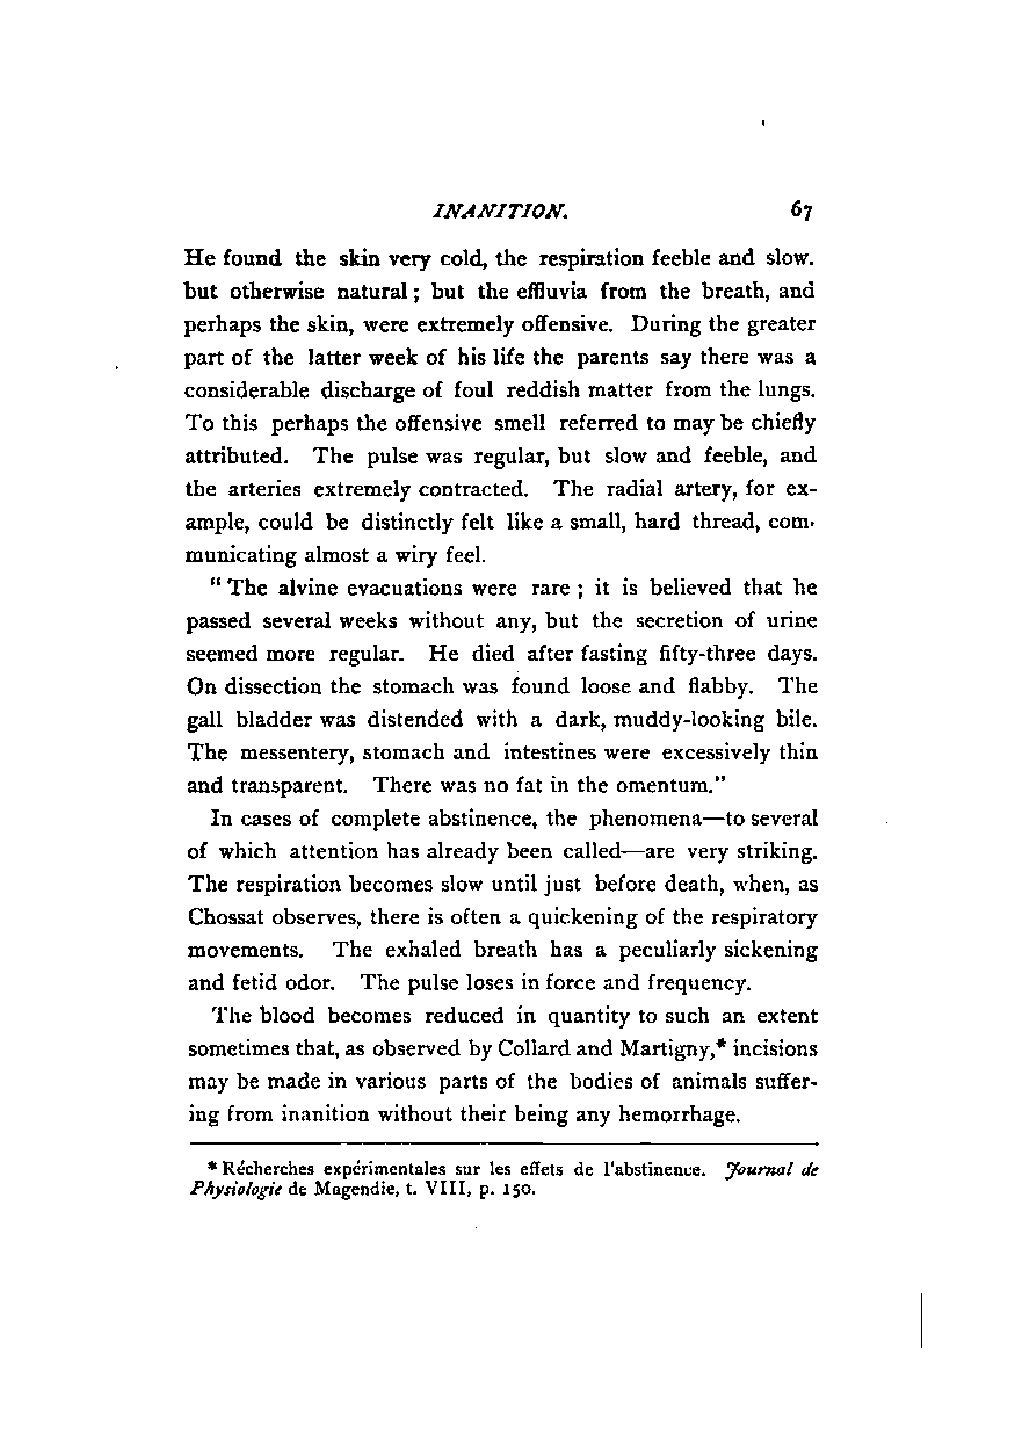 INANITION. 67
He found the skin very cold, the respiration feeble and slow.
but otherwise natural; but the effluvia from the breath, and
perhaps the skin, were extremely offensive. During the greater
part of the latter week of his life the parents say there was a
considerable discharge of foul reddish matter from the lungs.
To this perhaps the offensive smell referred to may be chiefly
attributed. The pulse was regular, but slow and feeble, and
the arteries extremely contracted. The radial artery, for ex-
ample, could be distinctly felt like a small, hard thread, com-
municating almost a wiry feel.
"The alvine evacuations were rare; it is believed that he
passed several weeks without any, but the secretion of urine
seemed more regular. He died after fasting fifty-three days.
On dissection the stomach was found loose and flabby. The
gall bladder was distended with a dark, muddy-looking bile.
The messentery, stomach and intestines were excessively thin
and transparent. There was no fat in the omentum."
In cases of complete abstinence, the phenomena—to several
of which attention has already been called—are very striking.
The respiration becomes slow until just before death, when, as
Chossat observes, there is often a quickening of the respiratory
movements. The exhaled breath has a peculiarly sickening
and fetid odor. The pulse loses in force and frequency.
The blood becomes reduced in quantity to such an extent
sometimes that, as observed by Collard and Martigny,* incisions
may be made in various parts of the bodies of animals suffer-
ing from inanition without their being any hemorrhage.
* Récherches expérimentales sur les effets de l'abstinence. Journal de
Physiologie de Magendie, t. VIII, p. 150.